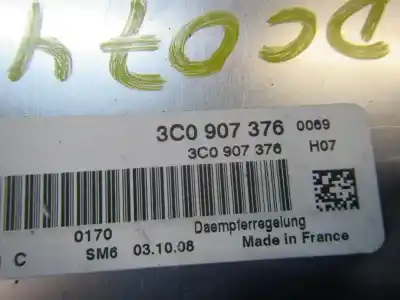 3C0 907 376 0069
3C0 907 376 H07
0170 Daempferregelung
C SM6 03.10.08 Made in France